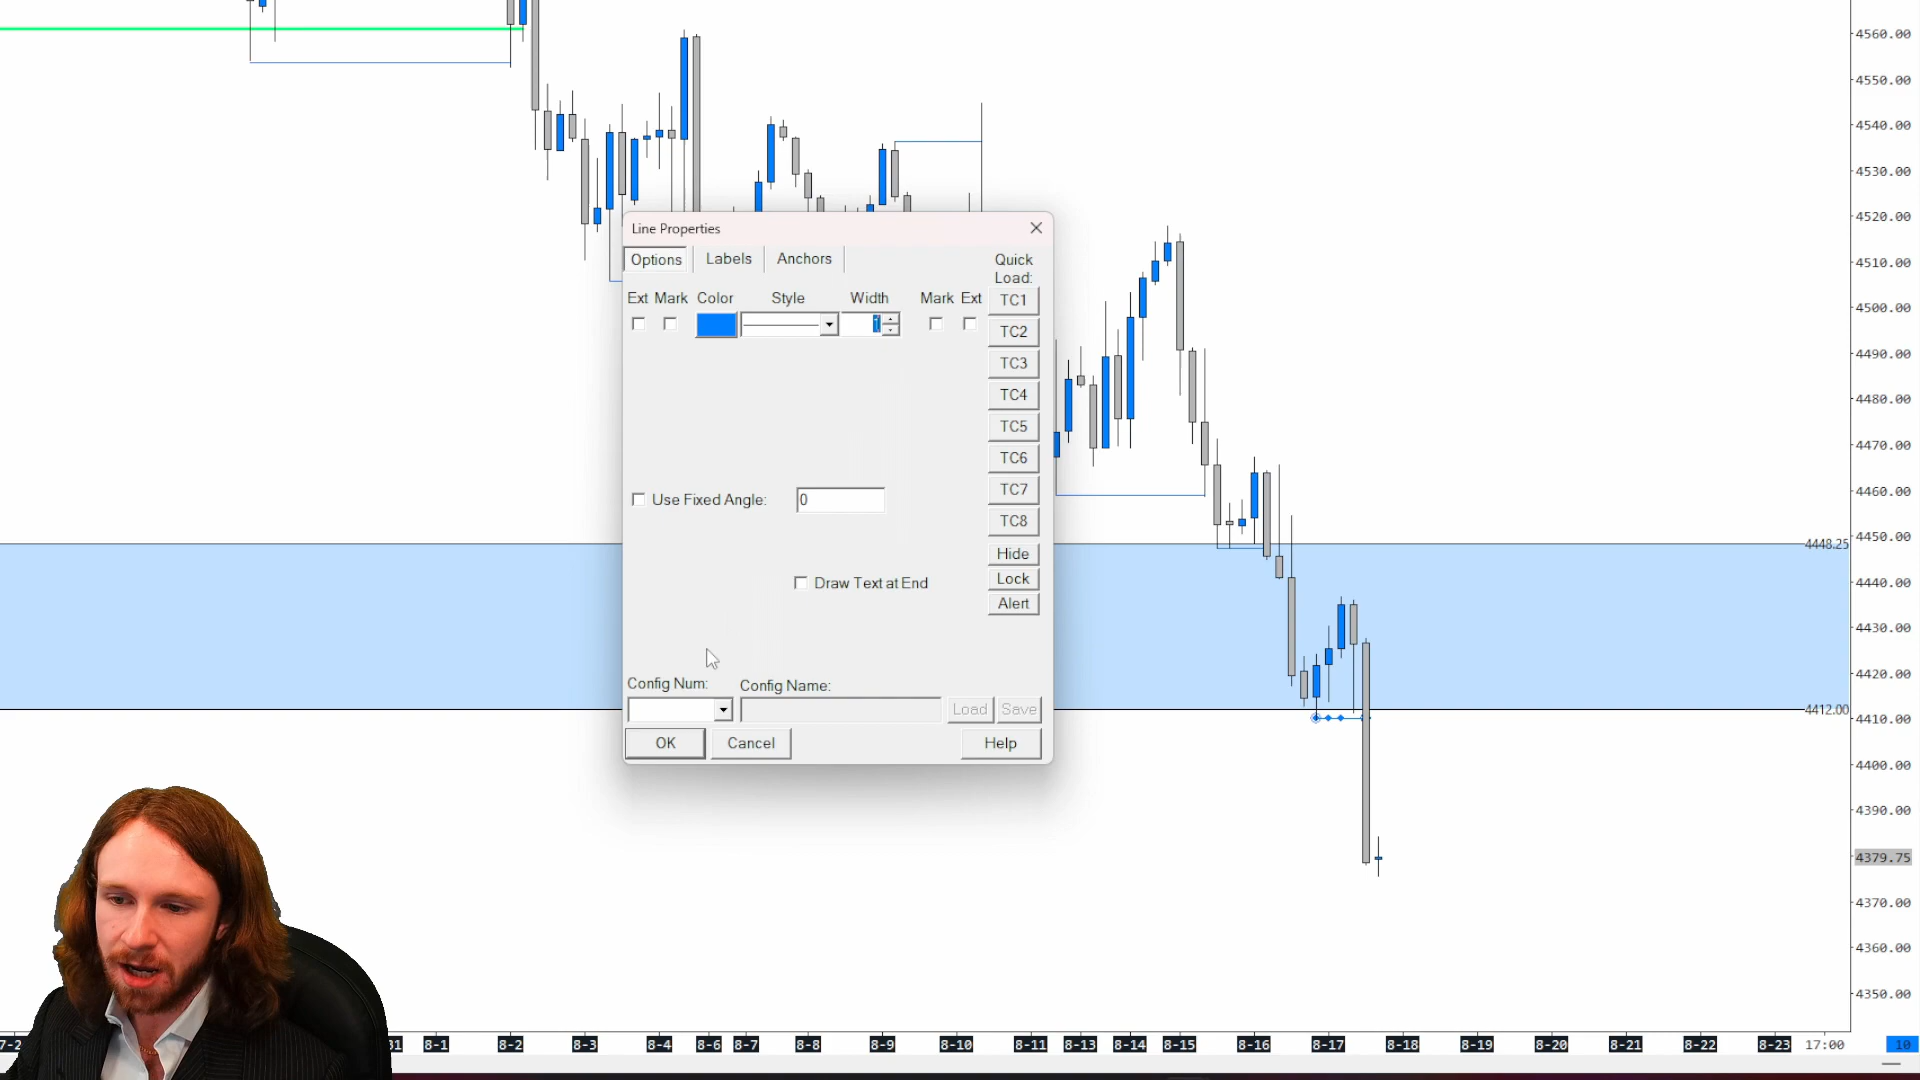 Line Properties
Options Labels Anchors
Quick
Load:
Ext Mark Color Style Width Mark Ext
1
TC1
TC2
TC3
TC4
TC5
TC6
TC7
TC8
Use Fixed Angle: 0
Hide
Lock
Alert
Draw Text at End
Config Num: Config Name:
Load Save
OK Cancel Help
4448.25
4412.00
4560.00
4550.00
4540.00
4530.00
4520.00
4510.00
4500.00
4490.00
4480.00
4470.00
4460.00
4450.00
4440.00
4430.00
4420.00
4410.00
4400.00
4390.00
4379.75
4370.00
4360.00
4350.00
8-1 8-2 8-3 8-4 8-6 8-7 8-8 8-9 8-10 8-11 8-13 8-14 8-15 8-16 8-17 8-18 8-19 8-20 8-21 8-22 8-23 17:00 10